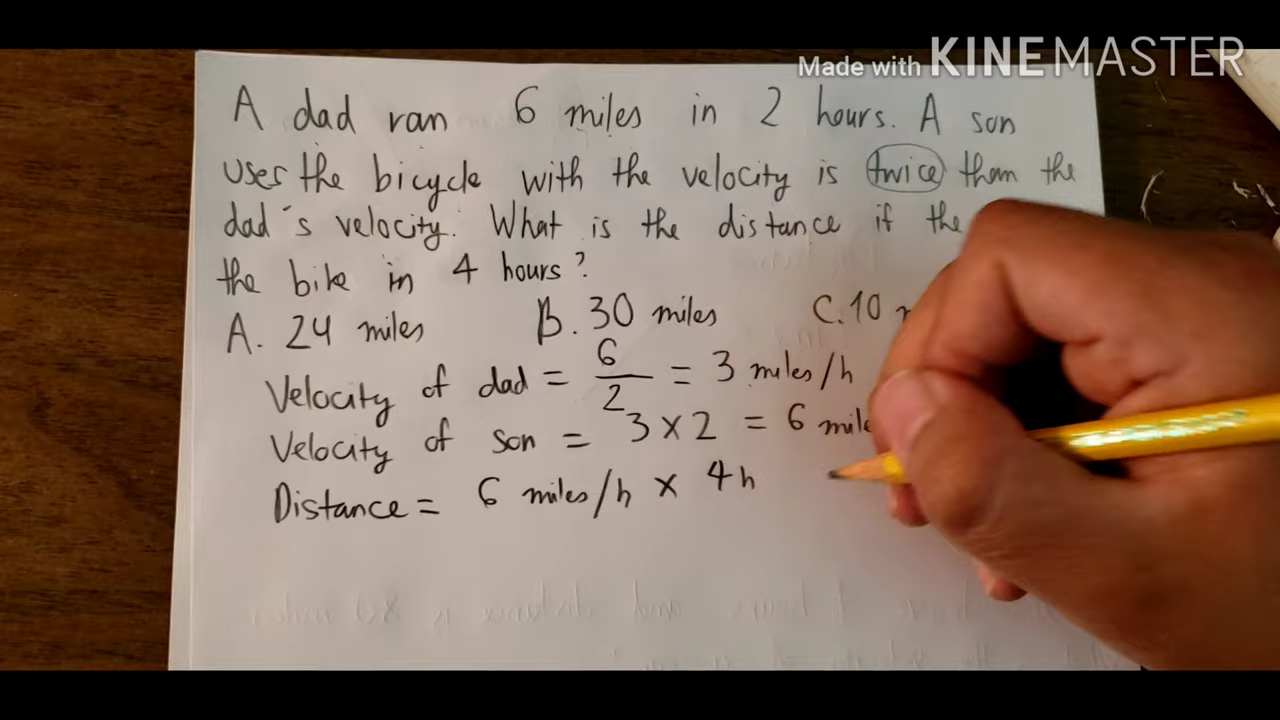 Made with KINEMASTER
A dad ran 6 miles in 2 hours. A son
uses the bicycle with the velocity is twice than the
dad's velocity. What is the distance if the
the bike in 4 hours?
A. 24 miles B. 30 miles C. 10
Velocity of dad = 6/2 = 3 miles/h
Velocity of son = 3 x 2 = 6 mile
Distance = 6 miles/h x 4h